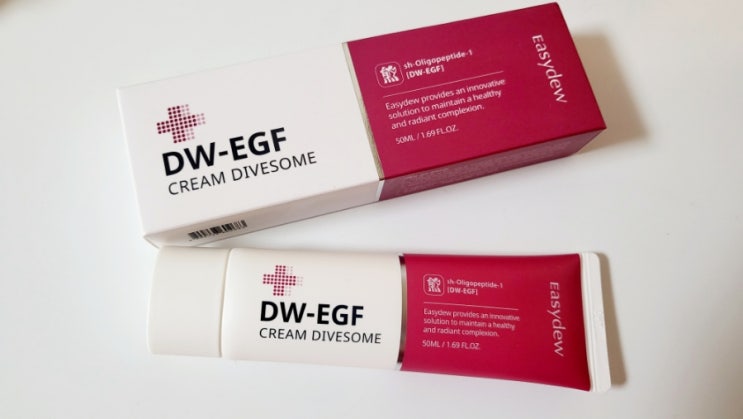 DW-EGF
CREAM DIVESOME
sh-Oligopeptide-1
[DW-EGF]
Easydew provides an innovative
solution to maintain a healthy
and radiant complexion.
50ML / 1.69 FL.OZ.
Easydew
DW-EGF
CREAM DIVESOME
sh-Oligopeptide-1
[DW-EGF]
Easydew provides an innovative
solution to maintain a healthy
and radiant complexion.
50ML / 1.69 FL.OZ.
Easydew